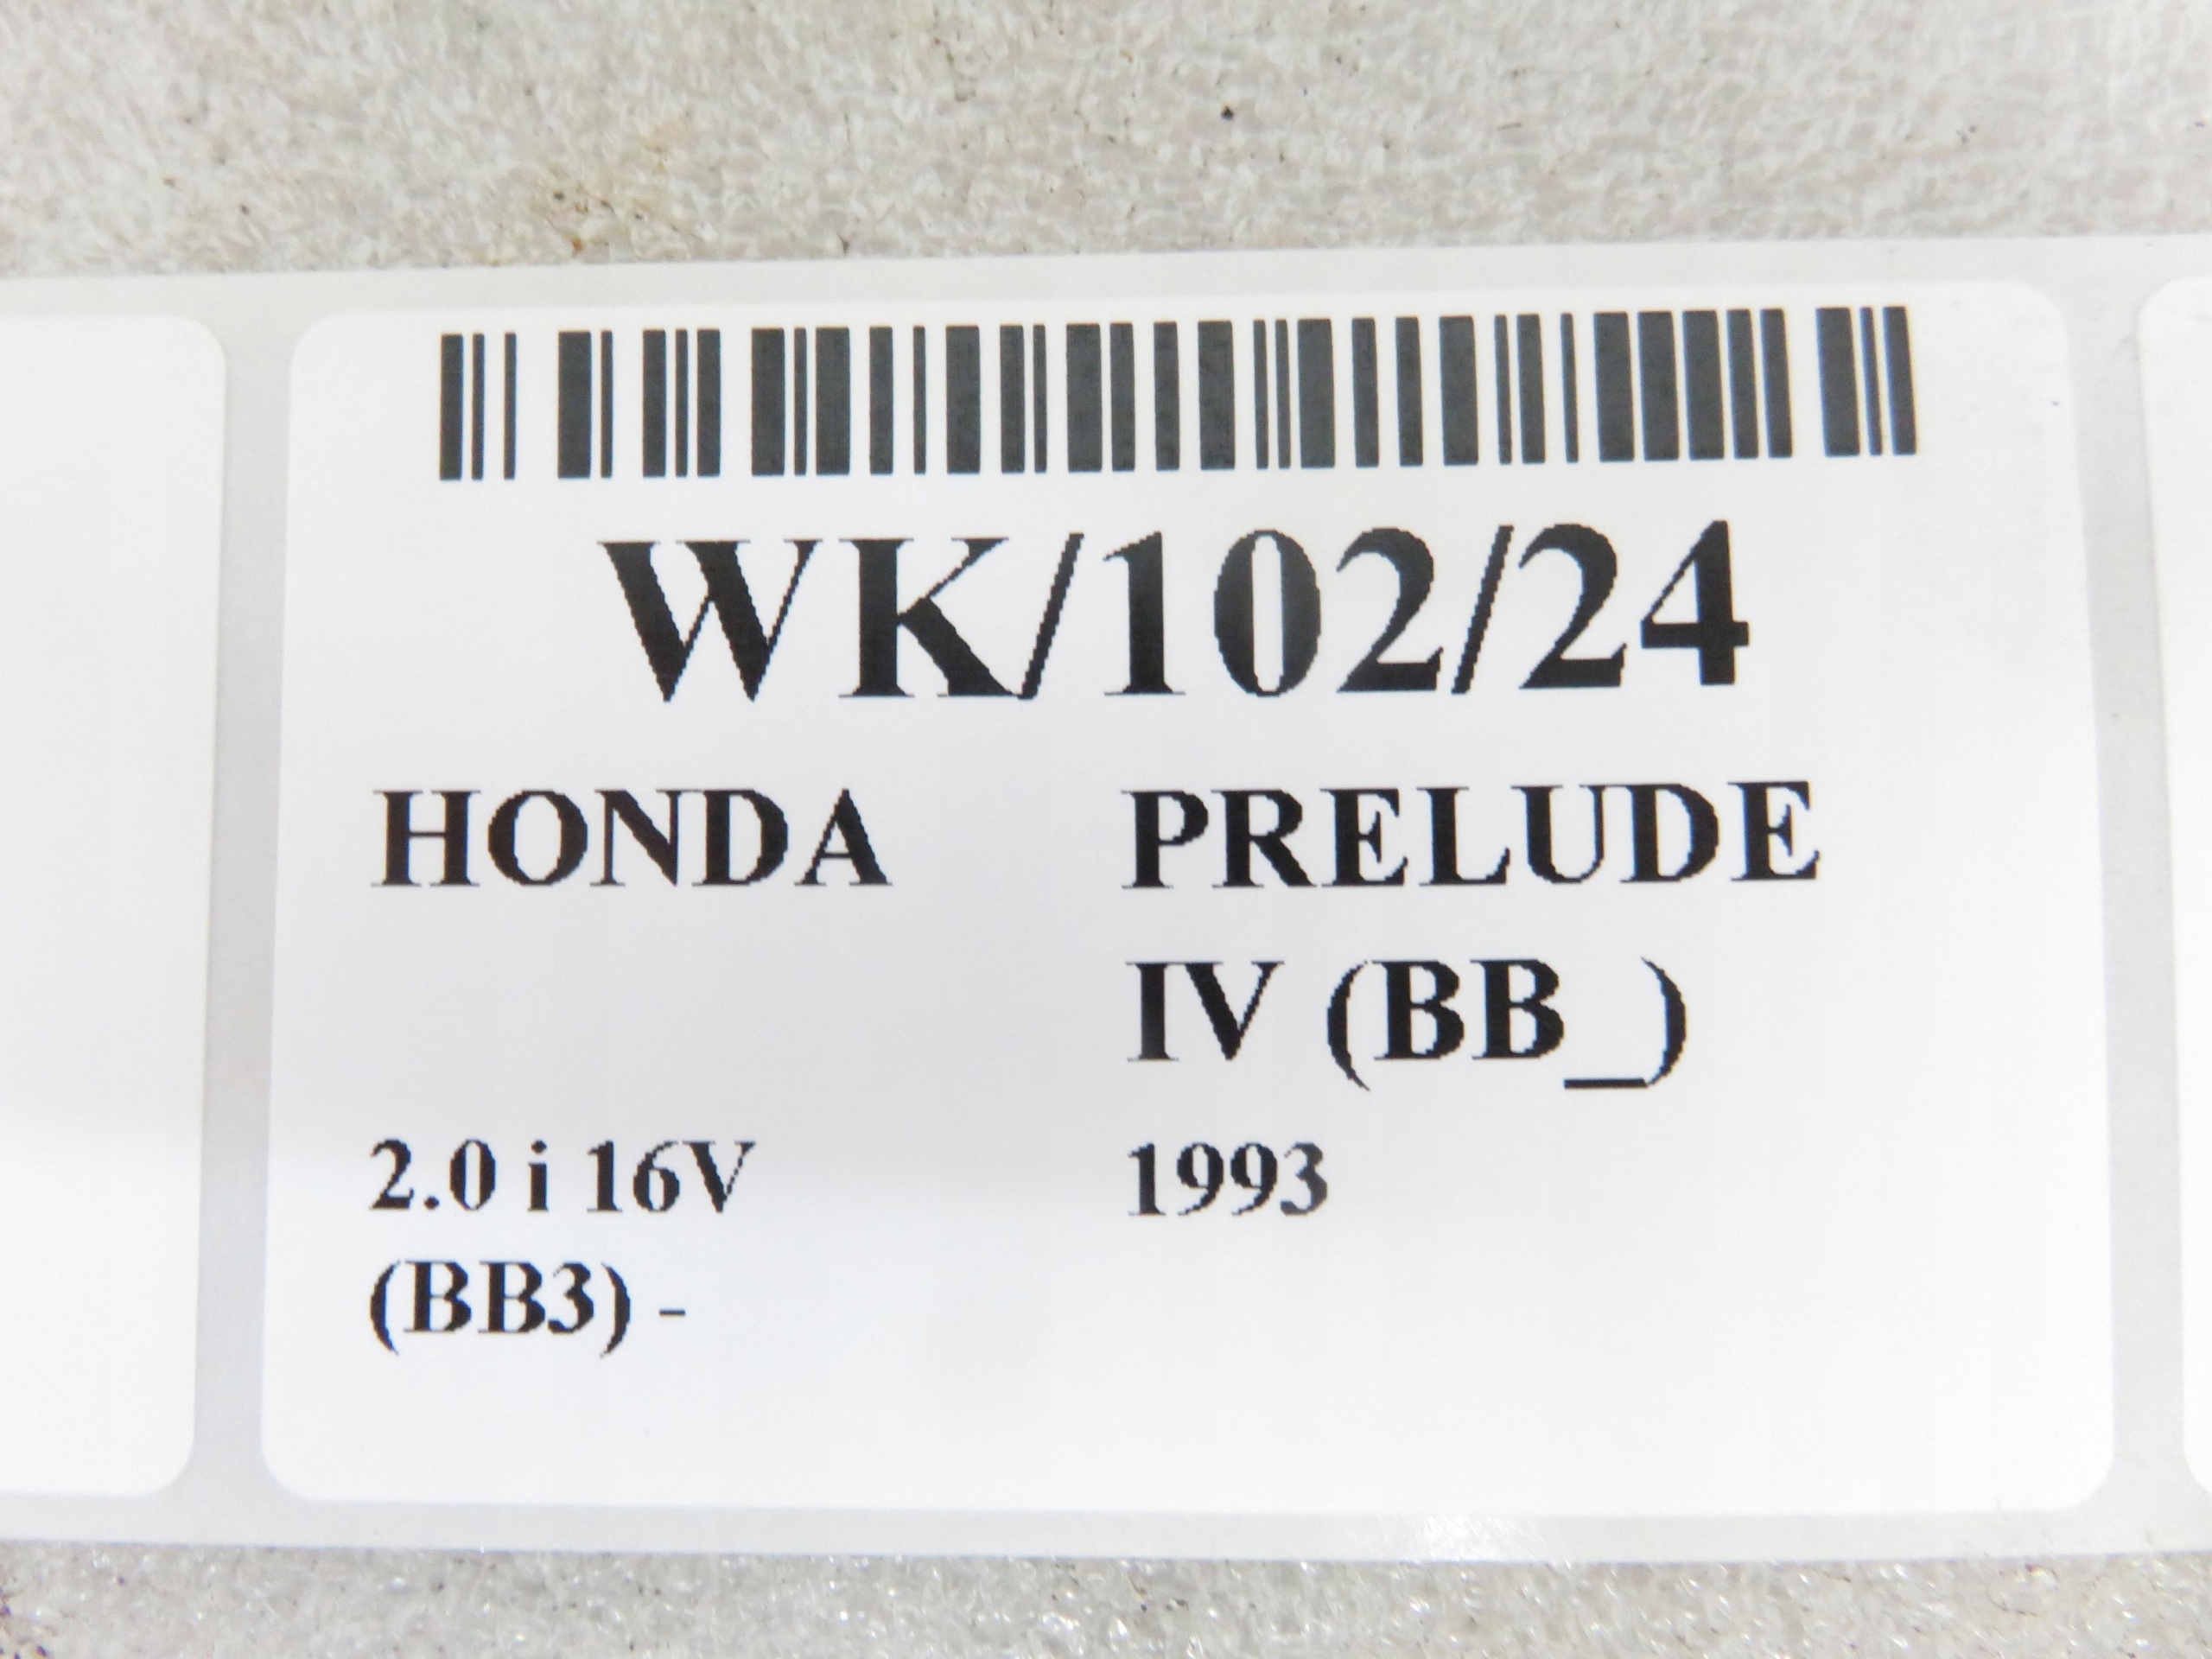 WK/102/24
HONDA PRELUDE
IV (BB_)
2.0 i 16V 1993
(BB3) -